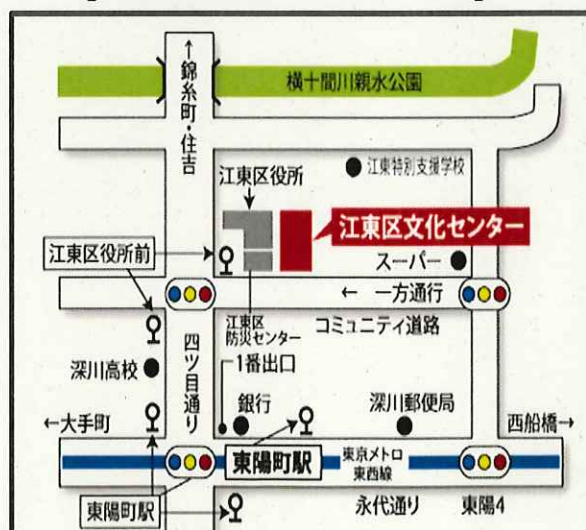 ↑錦糸町・住吉
横十間川親水公園
江東区役所
江東特別支援学校
江東区文化センター
江東区役所前
スーパー
← 一方通行
江東区
防災センター
コミュニティ道路
四ツ目通り
1番出口
深川高校
銀行
深川郵便局
←大手町
西船橋→
東陽町駅
東京メトロ
東西線
東陽町駅
永代通り
東陽4